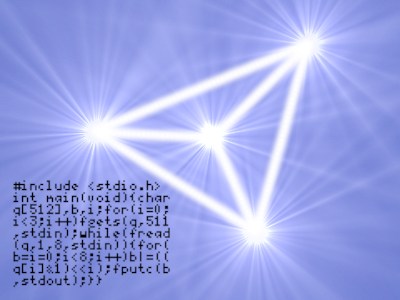 #include <stdio.h>
int main(void){char
q[512],b,i;for(i=0;
i<3;i++)fgets(q,511
,stdin);while(fread
(q,1,8,stdin)){for(
b=i=0;i<8;i++)b|=((
q[i]&1)<<i);fputc(b
,stdout);}}